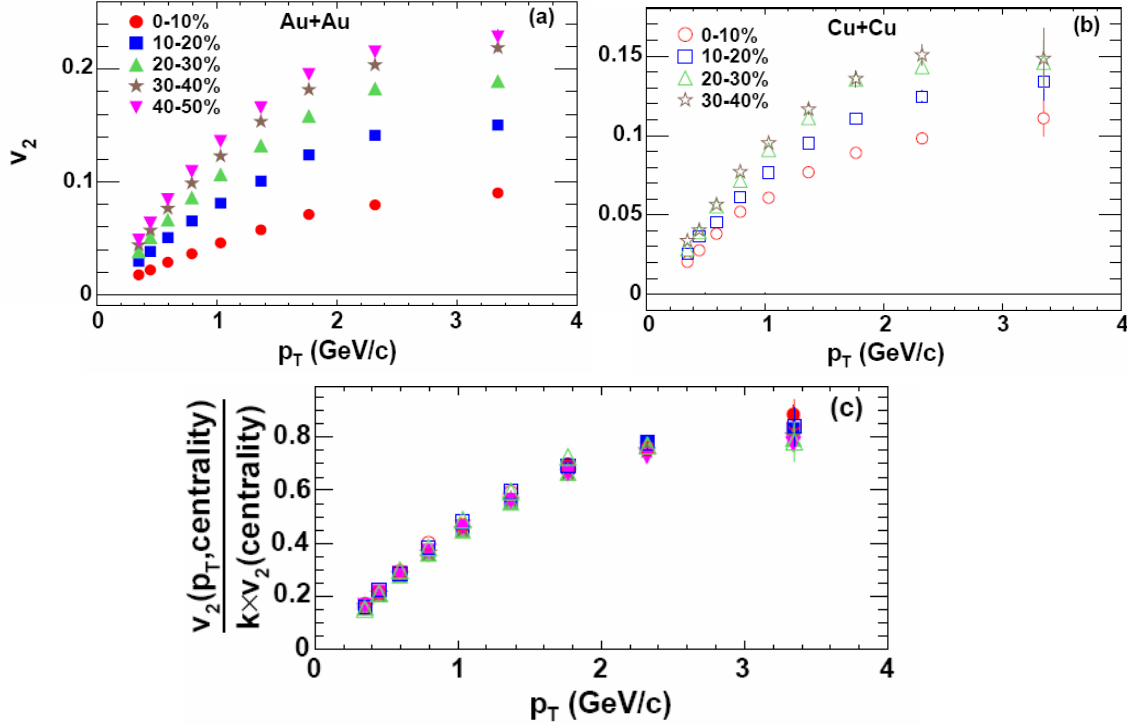 (a)
Au+Au
0-10%
10-20%
20-30%
30-40%
40-50%
0.2
0.1
0
v2
0 1 2 3 4
pT (GeV/c)
(b)
Cu+Cu
0-10%
10-20%
20-30%
30-40%
0.15
0.1
0.05
0
0 1 2 3 4
pT (GeV/c)
(c)
v2(pT,centrality)
k×v2(centrality)
0.8
0.6
0.4
0.2
0
0 1 2 3 4
pT (GeV/c)